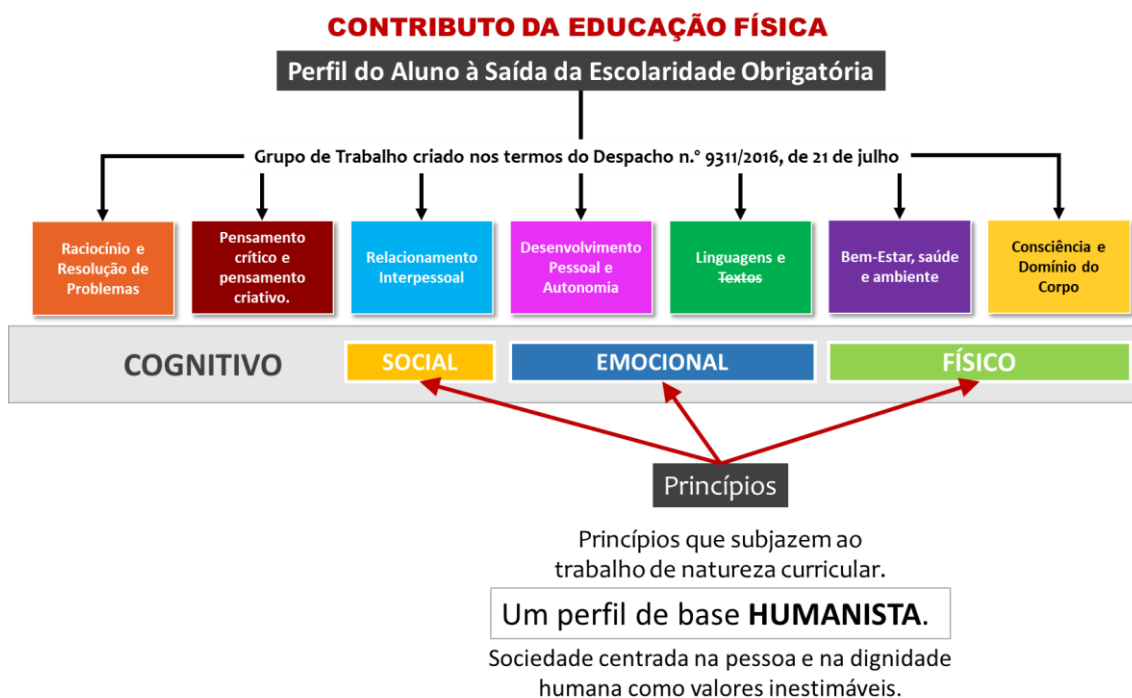 CONTRIBUTO DA EDUCAÇÃO FÍSICA
Perfil do Aluno à Saída da Escolaridade Obrigatória
Grupo de Trabalho criado nos termos do Despacho n.º 9311/2016, de 21 de julho
Raciocínio e
Resolução de
Problemas
Pensamento
crítico e
pensamento
criativo.
Relacionamento
Interpessoal
Desenvolvimento
Pessoal e
Autonomia
Linguagens e
Textos
Bem-Estar, saúde
e ambiente
Consciência e
Domínio do
Corpo
COGNITIVO
SOCIAL
EMOCIONAL
FÍSICO
Princípios
Princípios que subjazem ao
trabalho de natureza curricular.
Um perfil de base HUMANISTA.
Sociedade centrada na pessoa e na dignidade
humana como valores inestimáveis.